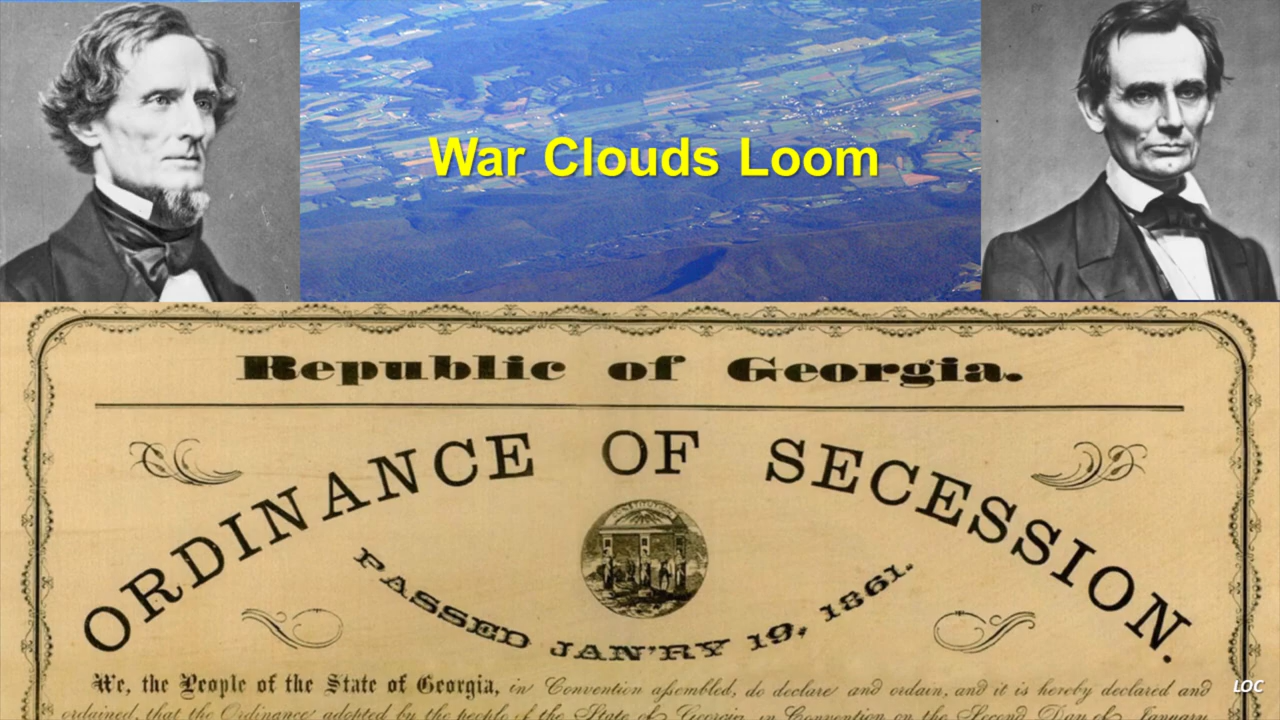 War Clouds Loom
Republic of Georgia.
ORDINANCE OF SECESSION.
PASSED JAN'RY 19, 1861.
We, the People of the State of Georgia, in Convention assembled, do declare and ordain, and it is hereby declared and
ordained, that the Ordinance adopted by the people of the State of Georgia in Convention on the Second Day of January
LOC